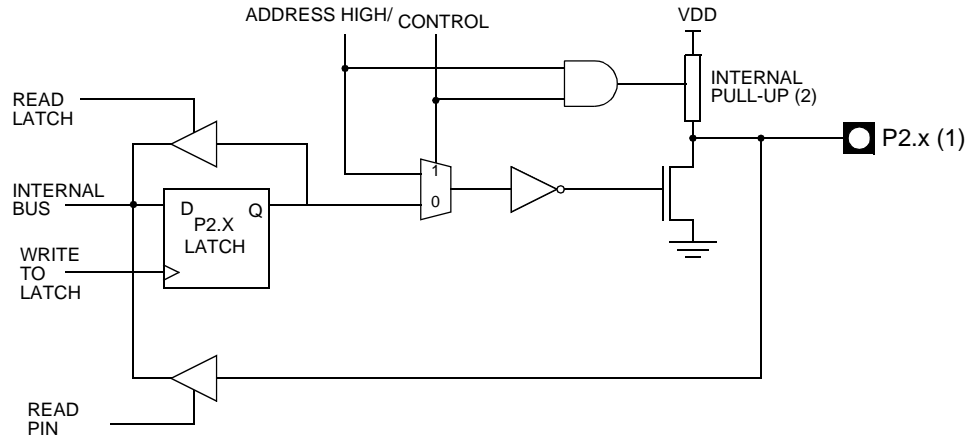 ADDRESS HIGH/ CONTROL
VDD
INTERNAL
PULL-UP (2)
READ
LATCH
P2.x (1)
1
0
INTERNAL
BUS
D Q
P2.X
LATCH
WRITE
TO
LATCH
READ
PIN